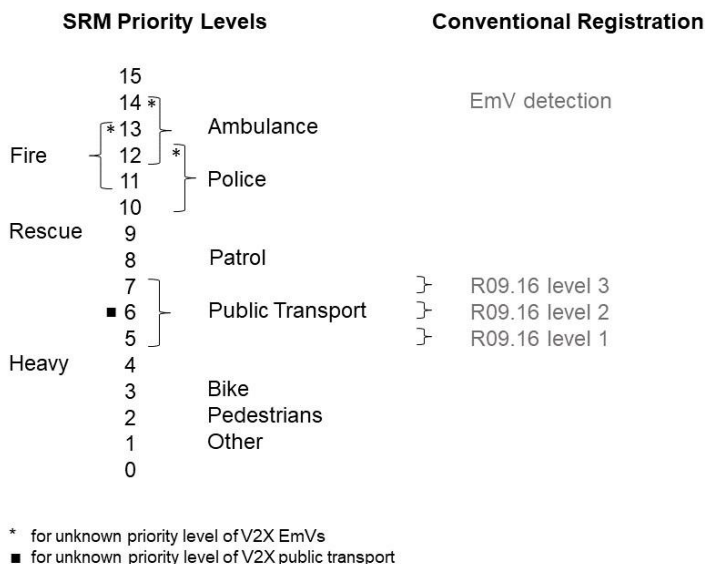 SRM Priority Levels Conventional Registration
15
14 * EmV detection
* 13 Ambulance
Fire 12 *
11 Police
10
Rescue 9
8 Patrol
7 R09.16 level 3
■ 6 Public Transport R09.16 level 2
5 R09.16 level 1
Heavy 4
3 Bike
2 Pedestrians
1 Other
0
* for unknown priority level of V2X EmVs
■ for unknown priority level of V2X public transport